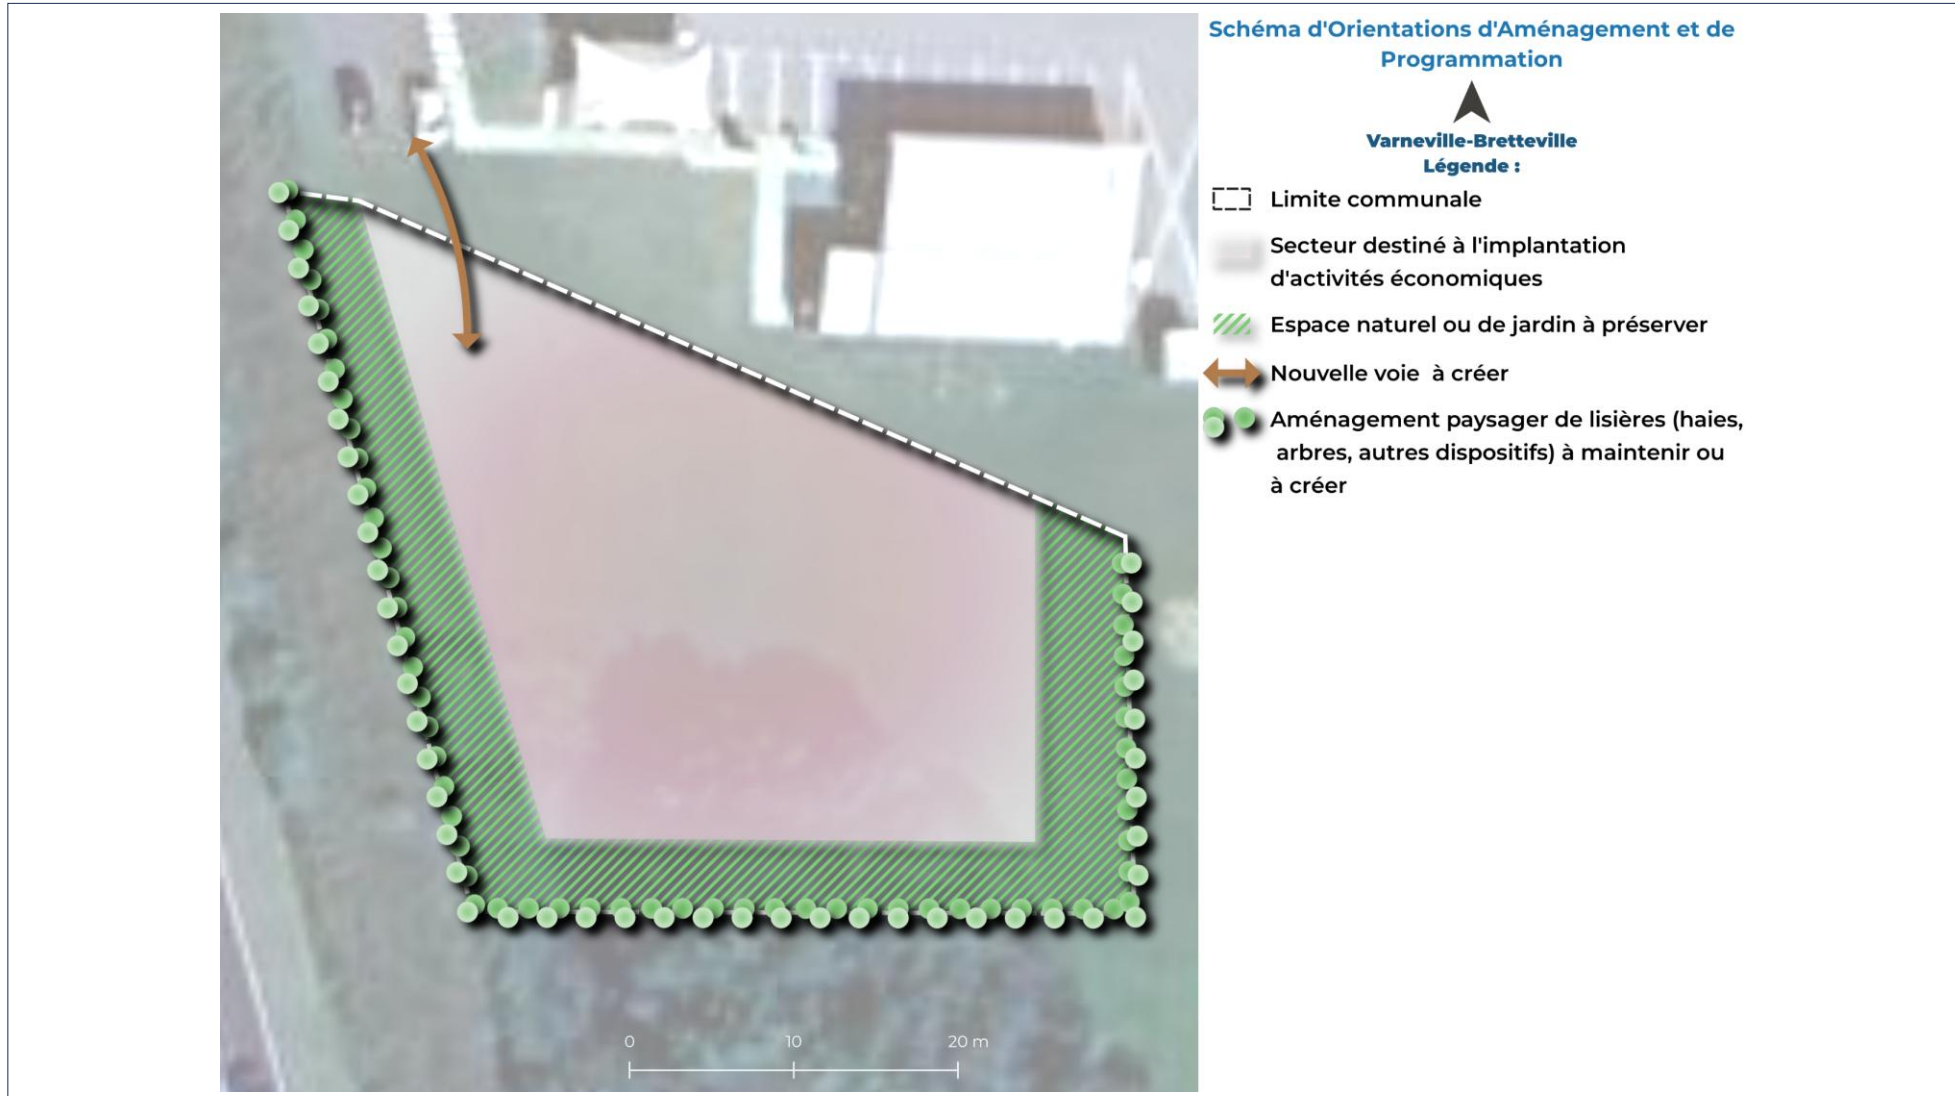 Schéma d'Orientations d'Aménagement et de
Programmation
Varneville-Bretteville
Légende :
Limite communale
Secteur destiné à l'implantation
d'activités économiques
Espace naturel ou de jardin à préserver
Nouvelle voie à créer
Aménagement paysager de lisières (haies,
arbres, autres dispositifs) à maintenir ou
à créer
0 10 20 m